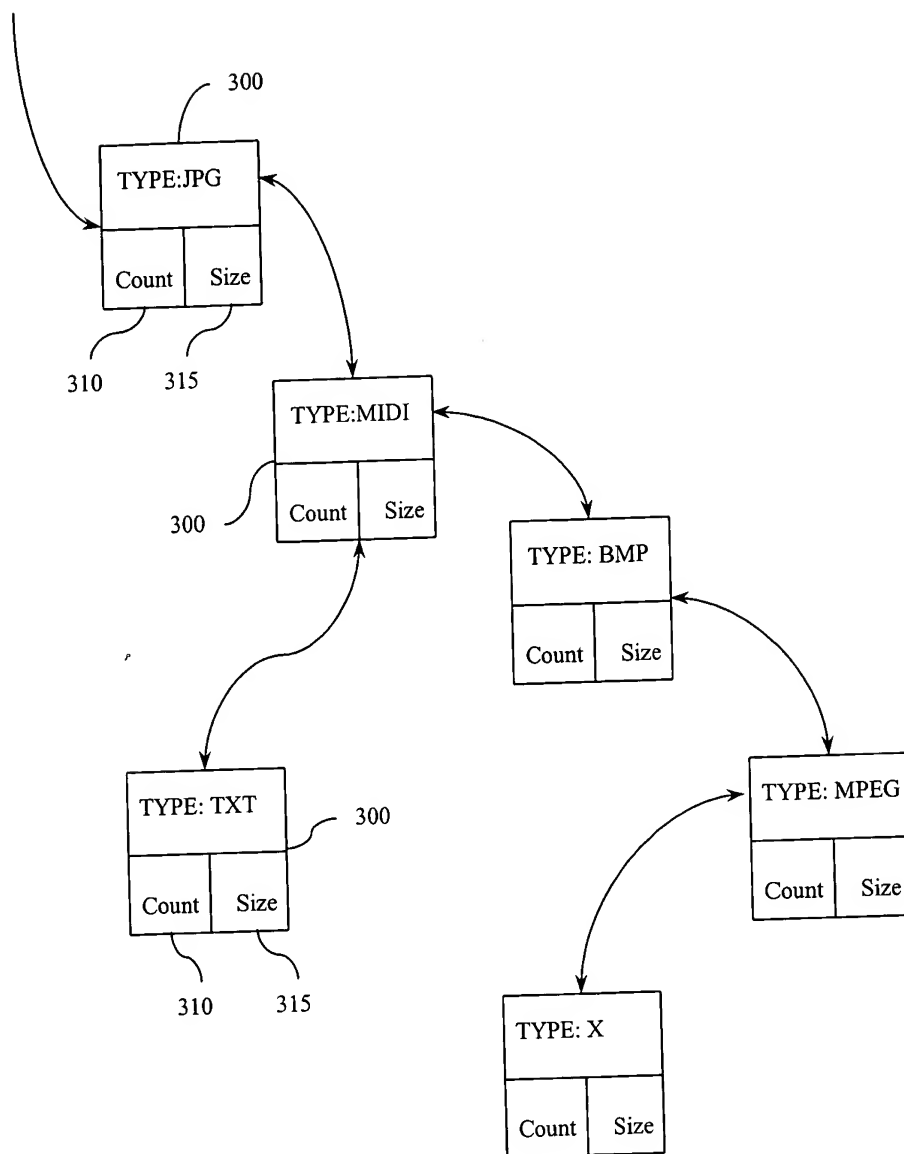 300
TYPE:JPG
Count Size
310 315
TYPE:MIDI
300
Count Size
TYPE: BMP
Count Size
TYPE: TXT
300
Count Size
310 315
TYPE: MPEG
Count Size
TYPE: X
Count Size